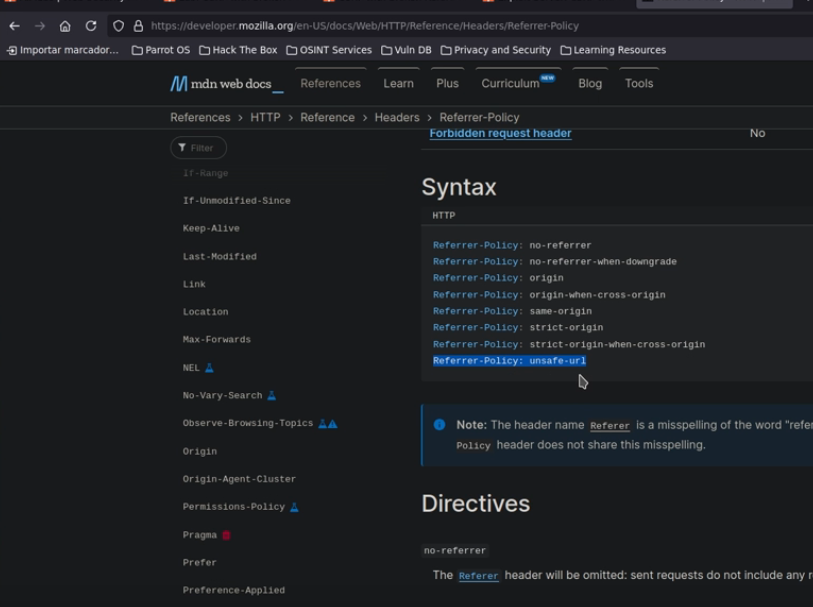 https://developer.mozilla.org/en-US/docs/Web/HTTP/Reference/Headers/Referrer-Policy
Importar marcador... Parrot OS Hack The Box OSINT Services Vuln DB Privacy and Security Learning Resources
mdn web docs_ References Learn Plus Curriculum NEW Blog Tools
References > HTTP > Reference > Headers > Referrer-Policy
Filter
If-Range
If-Unmodified-Since
Keep-Alive
Last-Modified
Link
Location
Max-Forwards
NEL
No-Vary-Search
Observe-Browsing-Topics
Origin
Origin-Agent-Cluster
Permissions-Policy
Pragma
Prefer
Preference-Applied
Forbidden request header No
Syntax
HTTP
Referrer-Policy: no-referrer
Referrer-Policy: no-referrer-when-downgrade
Referrer-Policy: origin
Referrer-Policy: origin-when-cross-origin
Referrer-Policy: same-origin
Referrer-Policy: strict-origin
Referrer-Policy: strict-origin-when-cross-origin
Referrer-Policy: unsafe-url
Note: The header name Referer is a misspelling of the word "refer
Policy header does not share this misspelling.
Directives
no-referrer
The Referer header will be omitted: sent requests do not include any r